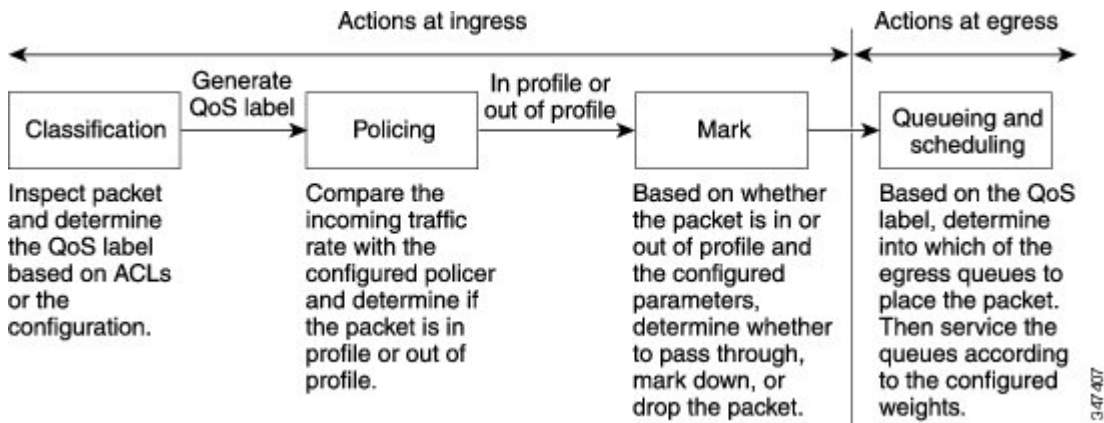 Actions at ingress
Actions at egress
Generate
QoS label
In profile or
out of profile
Classification
Policing
Mark
Queueing and
scheduling
Inspect packet
and determine
the QoS label
based on ACLs
or the
configuration.
Compare the
incoming traffic
rate with the
configured policer
and determine if
the packet is in
profile or out of
profile.
Based on whether
the packet is in or
out of profile and
the configured
parameters,
determine whether
to pass through,
mark down, or
drop the packet.
Based on the QoS
label, determine
into which of the
egress queues to
place the packet.
Then service the
queues according
to the configured
weights.
347407